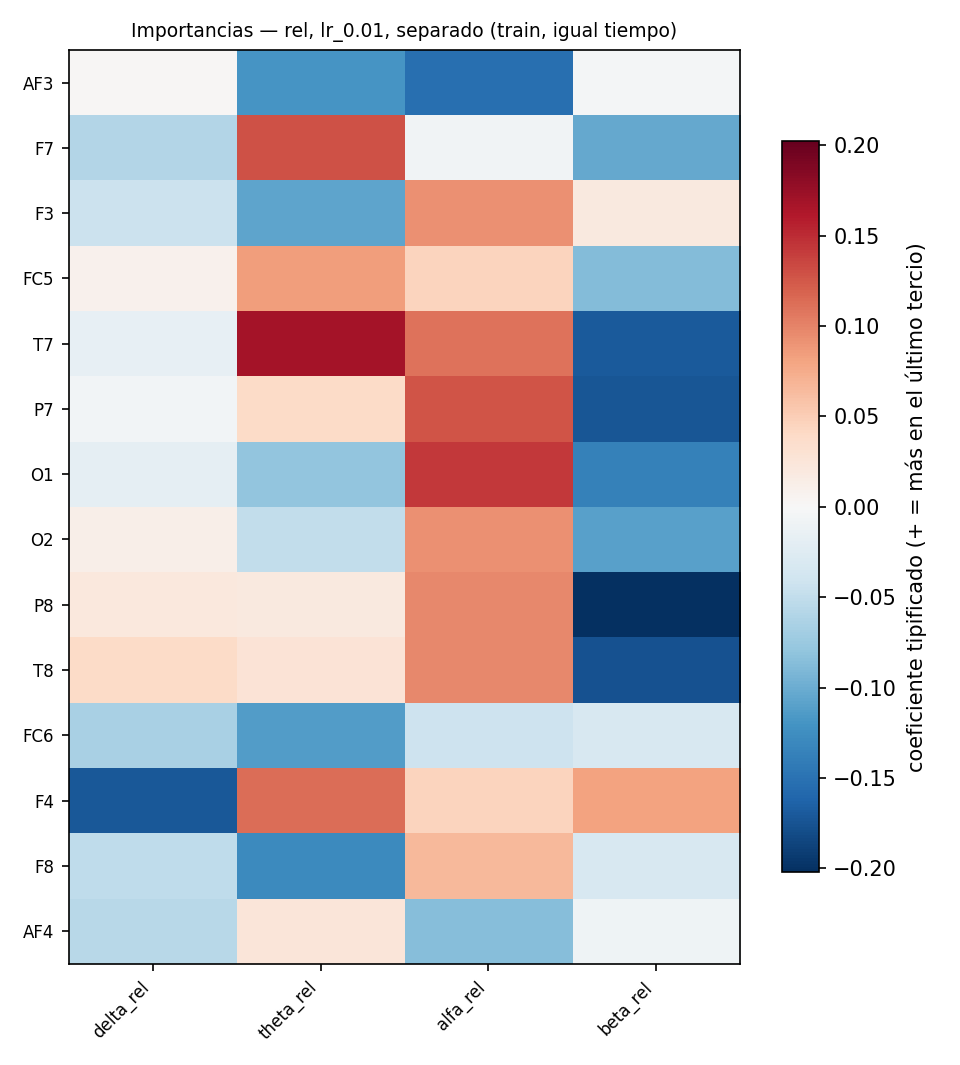 Importancias — rel, lr_0.01, separado (train, igual tiempo)
AF3
F7
F3
FC5
T7
P7
O1
O2
P8
T8
FC6
F4
F8
AF4
delta_rel
theta_rel
alfa_rel
beta_rel
0.20
0.15
0.10
0.05
0.00
−0.05
−0.10
−0.15
−0.20
coeficiente tipificado (+ = más en el último tercio)